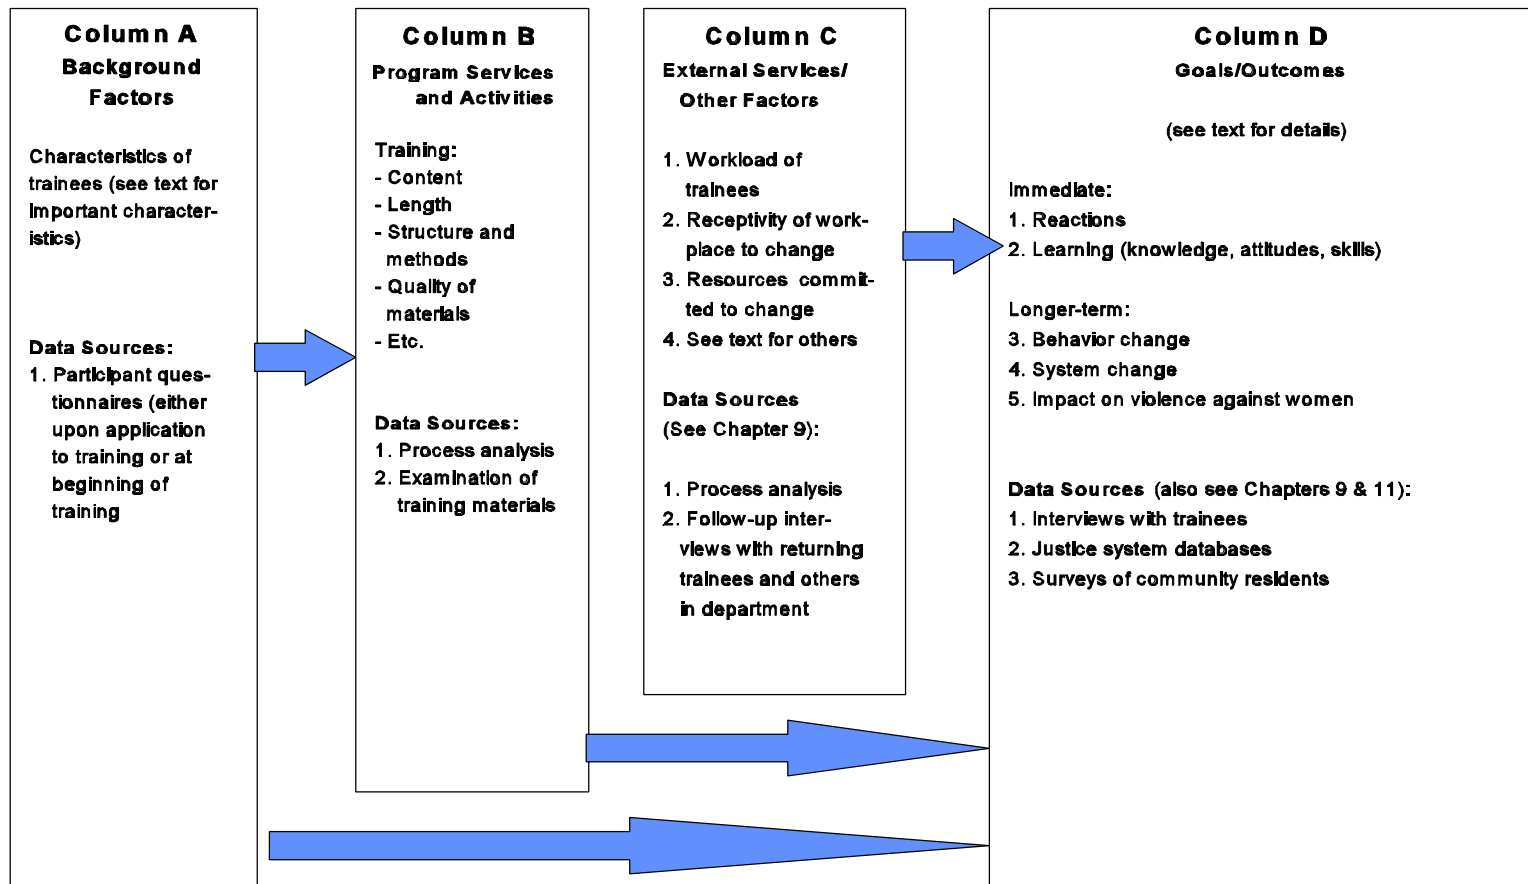 Column A
Background
Factors
Characteristics of
trainees (see text for
important character-
istics)
Data Sources:
1. Participant ques-
tionnaires (either
upon application
to training or at
beginning of
training
Column B
Program Services
and Activities
Training:
- Content
- Length
- Structure and
methods
- Quality of
materials
- Etc.
Data Sources:
1. Process analysis
2. Examination of
training materials
Column C
External Services/
Other Factors
1. Workload of
trainees
2. Receptivity of work-
place to change
3. Resources commit-
ted to change
4. See text for others
Data Sources
(See Chapter 9):
1. Process analysis
2. Follow-up inter-
views with returning
trainees and others
in department
Column D
Goals/Outcomes
(see text for details)
Immediate:
1. Reactions
2. Learning (knowledge, attitudes, skills)
Longer-term:
3. Behavior change
4. System change
5. Impact on violence against women
Data Sources (also see Chapters 9 & 11):
1. Interviews with trainees
2. Justice system databases
3. Surveys of community residents